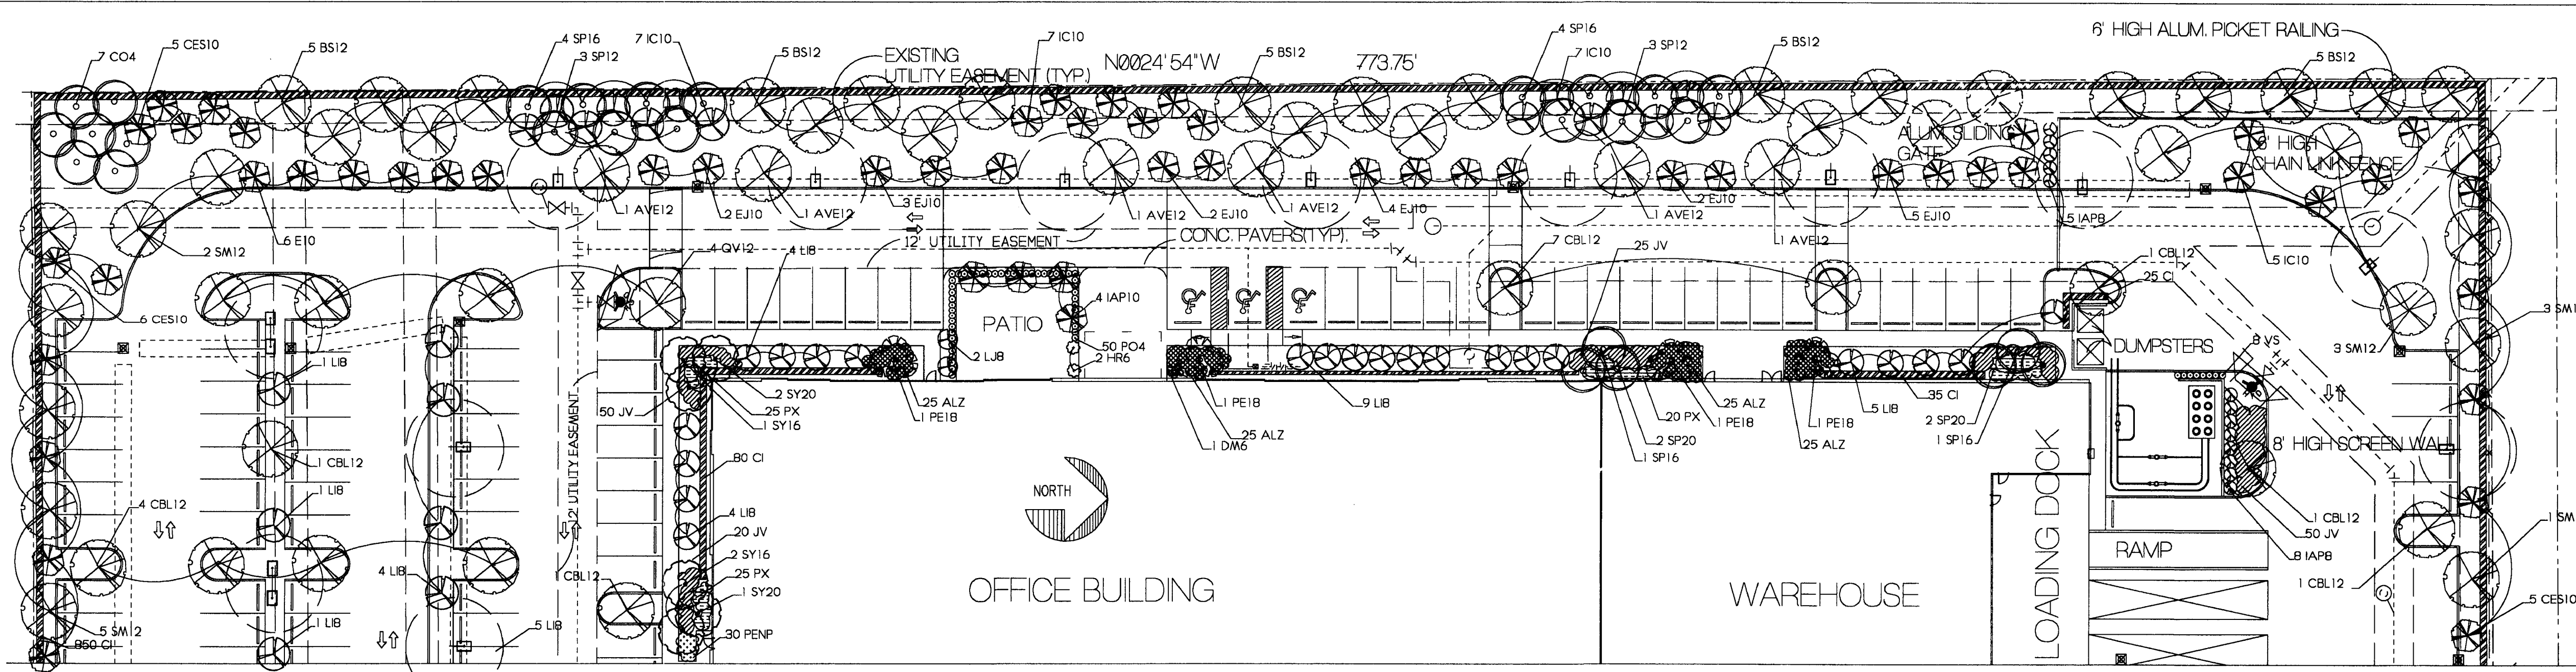 7 CO4
5 CES10
5 BS12
4 SP16
3 SP12
7 IC10
5 BS12
EXISTING
UTILITY EASEMENT (TYP.)
7 IC10
N0024'54"W
773.75'
5 BS12
4 SP16
7 IC10
3 SP12
5 BS12
6' HIGH ALUM. PICKET RAILING
5 BS12
ALUM. SLIDING
GATE
6' HIGH
CHAIN LINK FENCE
2 SM12
6 E10
1 AVE12
2 EJ10
1 AVE12
3 EJ10
1 AVE12
2 EJ10
1 AVE12
4 EJ10
1 AVE12
2 EJ10
1 AVE12
5 EJ10
5 IAP8
12' UTILITY EASEMENT
CONC. PAVERS(TYP).
4 QV12
4 LI8
7 CBL12
25 JV
1 CBL12
25 CI
5 IC10
6 CES10
1 LI8
PATIO
4 IAP10
2 LJ8
50 PO4
2 HR6
DUMPSTERS
8 VS
3 SM12
50 JV
2 SY20
25 PX
1 SY16
25 ALZ
1 PE18
1 PE18
25 ALZ
1 DM6
9 LI8
20 PX
2 SP20
1 SP16
25 ALZ
1 PE18
1 PE18
25 ALZ
5 LI8
35 CI
2 SP20
1 SP16
8' HIGH SCREEN WALL
12' UTILITY EASEMENT
1 CBL12
80 CI
1 LI8
4 CBL12
NORTH
4 LI8
20 JV
2 SY16
25 PX
1 SY20
30 PENP
1 CBL12
4 LI8
5 LI8
1 LI8
5 SM12
850 CI
OFFICE BUILDING
WAREHOUSE
LOADING DOCK
RAMP
1 CBL12
50 JV
8 IAP8
1 CBL12
5 CES10